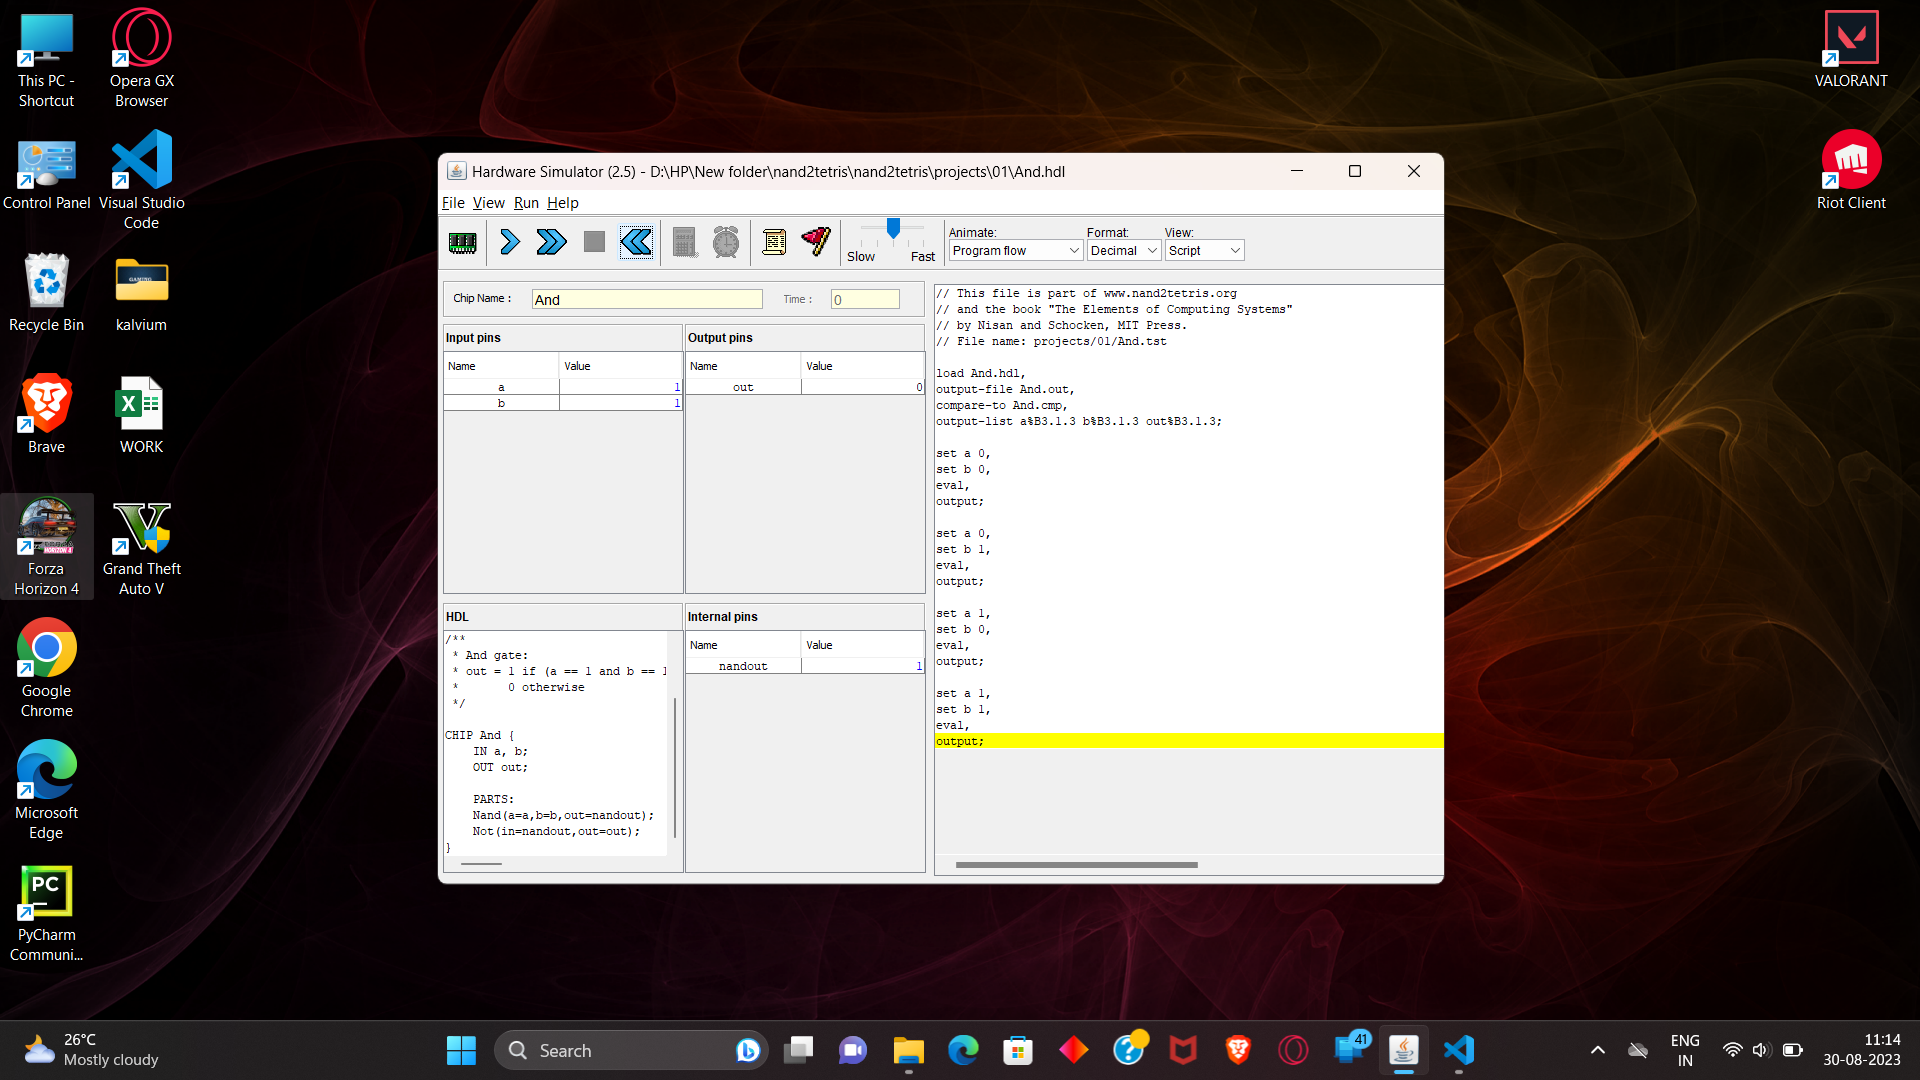 This PC -
Shortcut
Opera GX
Browser
Control Panel
Visual Studio
Code
Recycle Bin
kalvium
GAMING
Brave
WORK
Forza
Horizon 4
HORIZON 4
Grand Theft
Auto V
Google
Chrome
Microsoft
Edge
PC
PyCharm
Communi...
VALORANT
Riot Client
Hardware Simulator (2.5) - D:\HP\New folder\nand2tetris\nand2tetris\projects\01\And.hdl
File View Run Help
Slow Fast
Animate:
Program flow
Format:
Decimal
View:
Script
Chip Name : And Time : 0
Input pins
Name Value
a 1
b 1
Output pins
Name Value
out 0
HDL
/**
* And gate:
* out = 1 if (a == 1 and b == 1
* 0 otherwise
*/
CHIP And {
IN a, b;
OUT out;
PARTS:
Nand(a=a,b=b,out=nandout);
Not(in=nandout,out=out);
}
Internal pins
Name Value
nandout 1
// This file is part of www.nand2tetris.org
// and the book "The Elements of Computing Systems"
// by Nisan and Schocken, MIT Press.
// File name: projects/01/And.tst
load And.hdl,
output-file And.out,
compare-to And.cmp,
output-list a%B3.1.3 b%B3.1.3 out%B3.1.3;
set a 0,
set b 0,
eval,
output;
set a 0,
set b 1,
eval,
output;
set a 1,
set b 0,
eval,
output;
set a 1,
set b 1,
eval,
output;
26°C
Mostly cloudy
Search
41
ENG
IN
11:14
30-08-2023